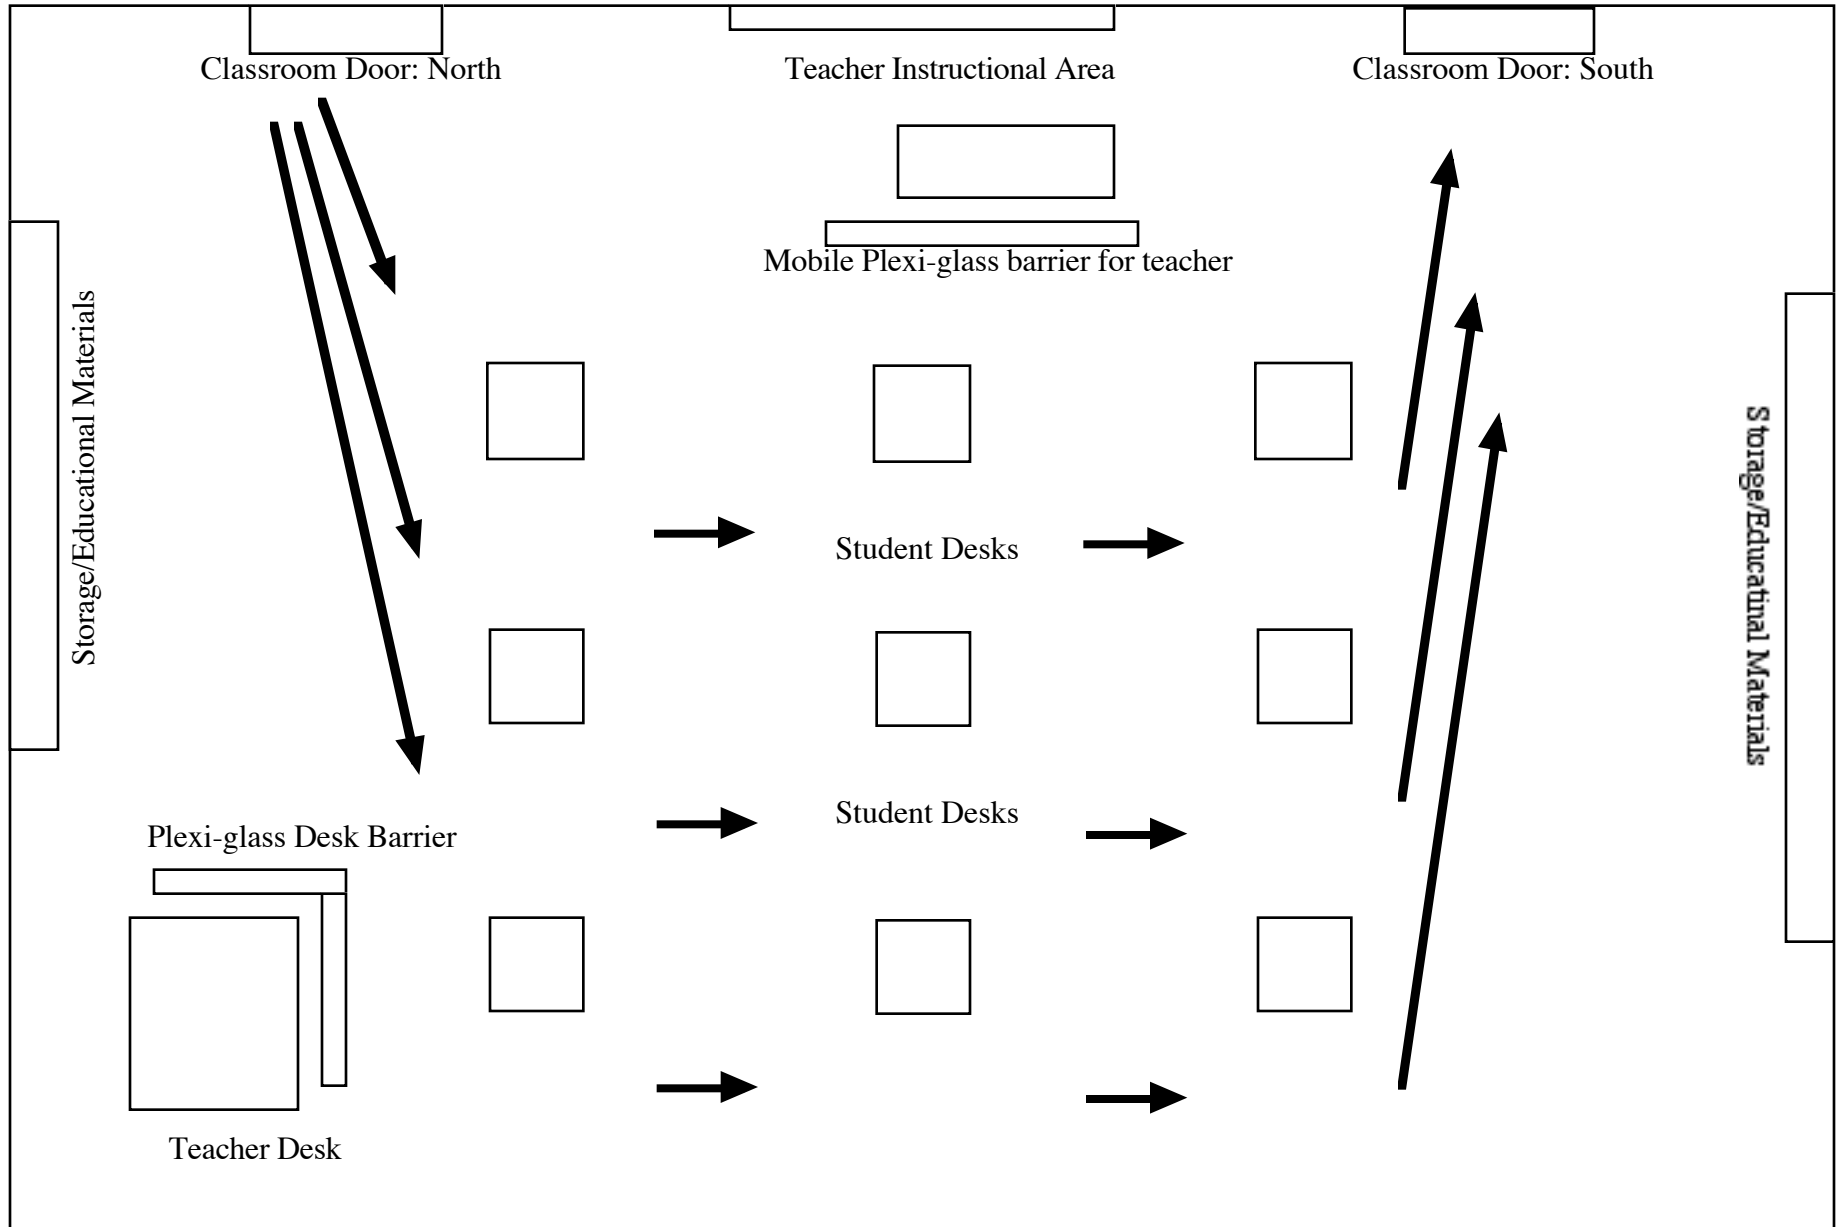 Classroom Door: North
Teacher Instructional Area
Classroom Door: South
Mobile Plexi-glass barrier for teacher
Storage/Educational Materials
Storage/Educatinal Materials
Student Desks
Student Desks
Plexi-glass Desk Barrier
Teacher Desk